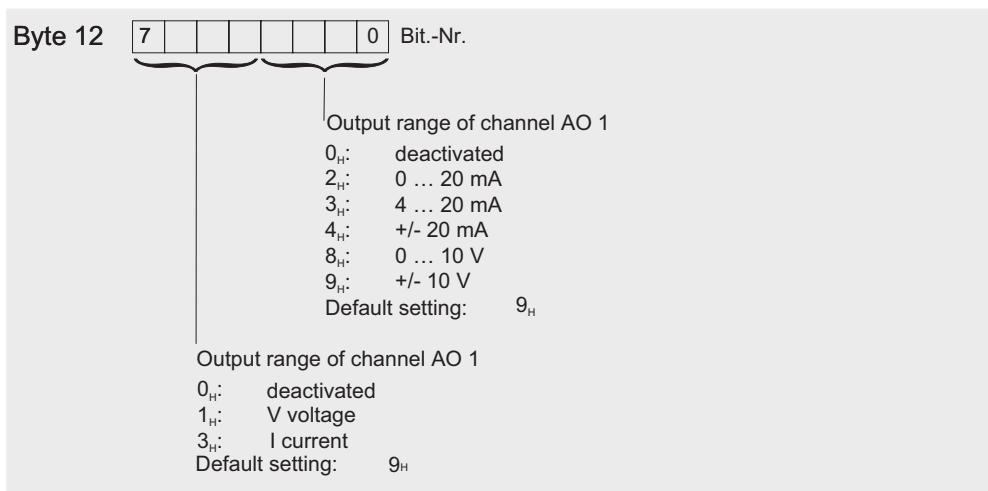 Byte 12 7 0 Bit.-Nr.
Output range of channel AO 1
0H: deactivated
2H: 0 … 20 mA
3H: 4 … 20 mA
4H: +/- 20 mA
8H: 0 … 10 V
9H: +/- 10 V
Default setting: 9H
Output range of channel AO 1
0H: deactivated
1H: V voltage
3H: I current
Default setting: 9H